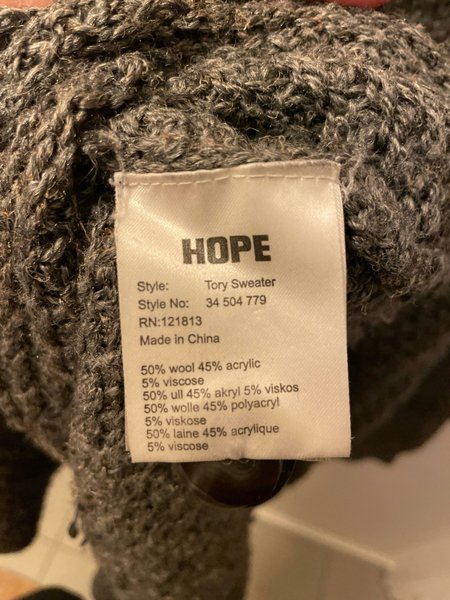 HOPE
Style: Tory Sweater
Style No: 34 504 779
RN:121813
Made in China
50% wool 45% acrylic
5% viscose
50% ull 45% akryl 5% viskos
50% wolle 45% polyacryl
5% viskose
50% laine 45% acrylique
5% viscose